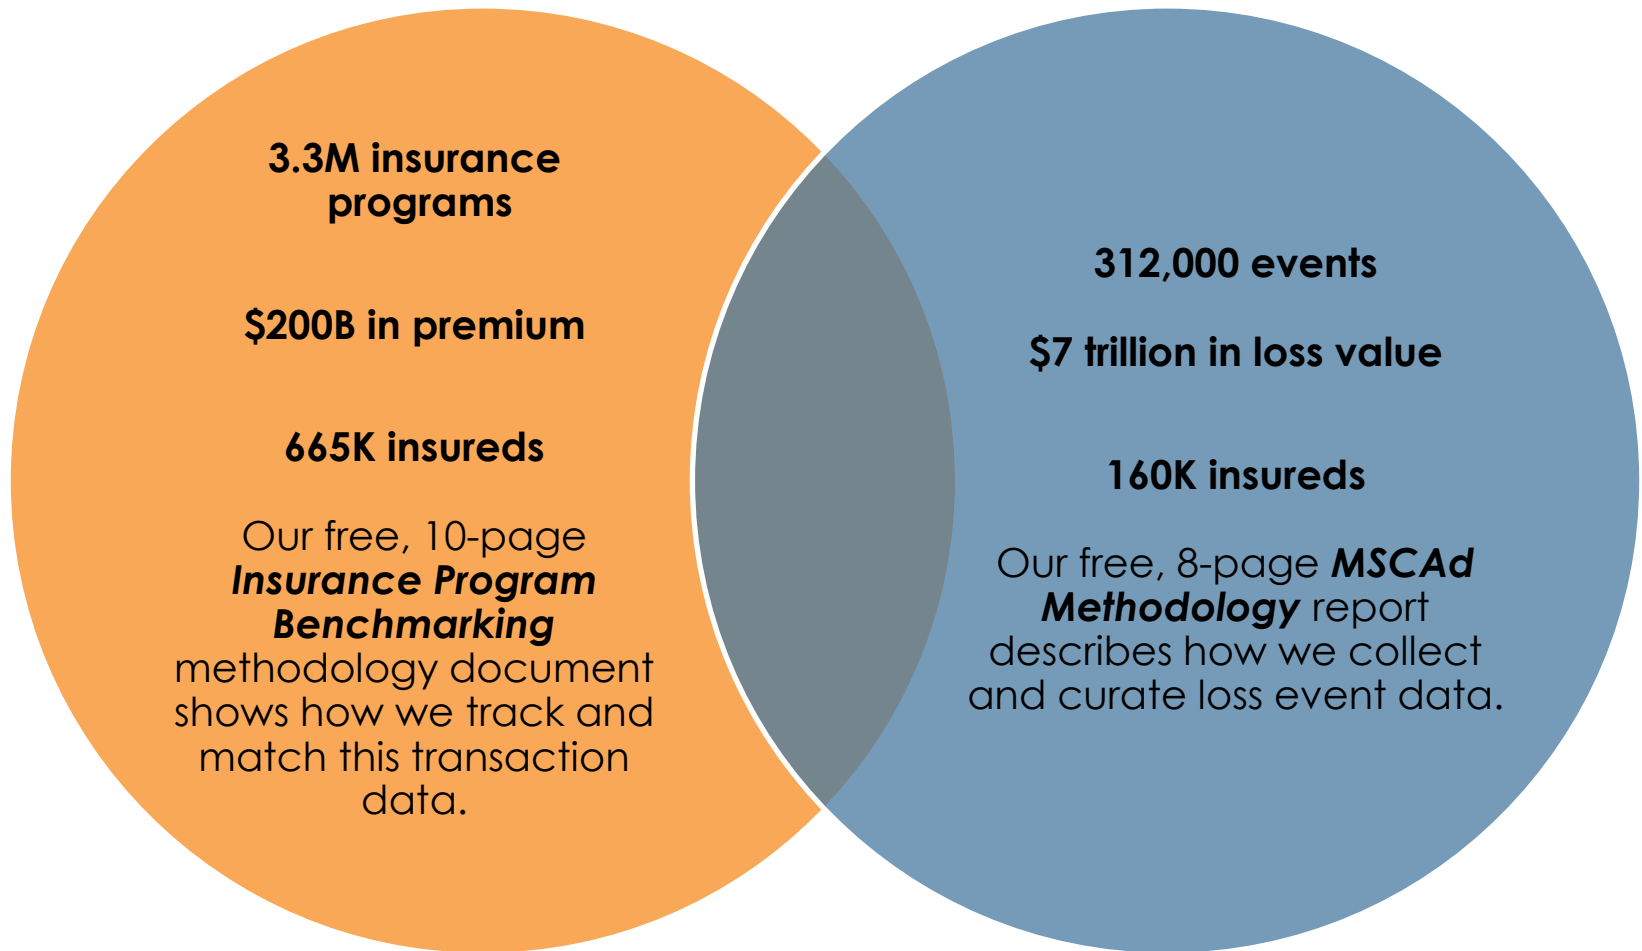 3.3M insurance
programs
$200B in premium
665K insureds
Our free, 10-page
Insurance Program
Benchmarking
methodology document
shows how we track and
match this transaction
data.
312,000 events
$7 trillion in loss value
160K insureds
Our free, 8-page MSCAd
Methodology report
describes how we collect
and curate loss event data.